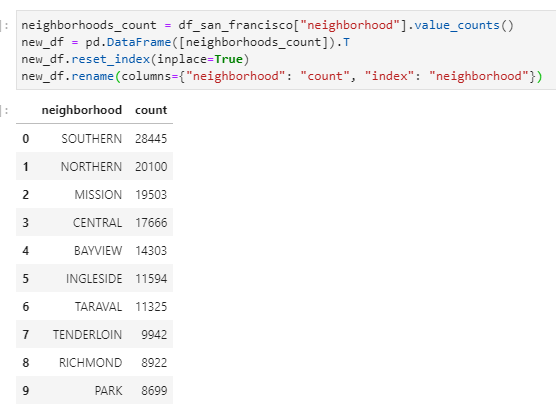 ]: neighborhoods_count = df_san_francisco["neighborhood"].value_counts()
new_df = pd.DataFrame([neighborhoods_count]).T
new_df.reset_index(inplace=True)
new_df.rename(columns={"neighborhood": "count", "index": "neighborhood"})
]: neighborhood count
0 SOUTHERN 28445
1 NORTHERN 20100
2 MISSION 19503
3 CENTRAL 17666
4 BAYVIEW 14303
5 INGLESIDE 11594
6 TARAVAL 11325
7 TENDERLOIN 9942
8 RICHMOND 8922
9 PARK 8699